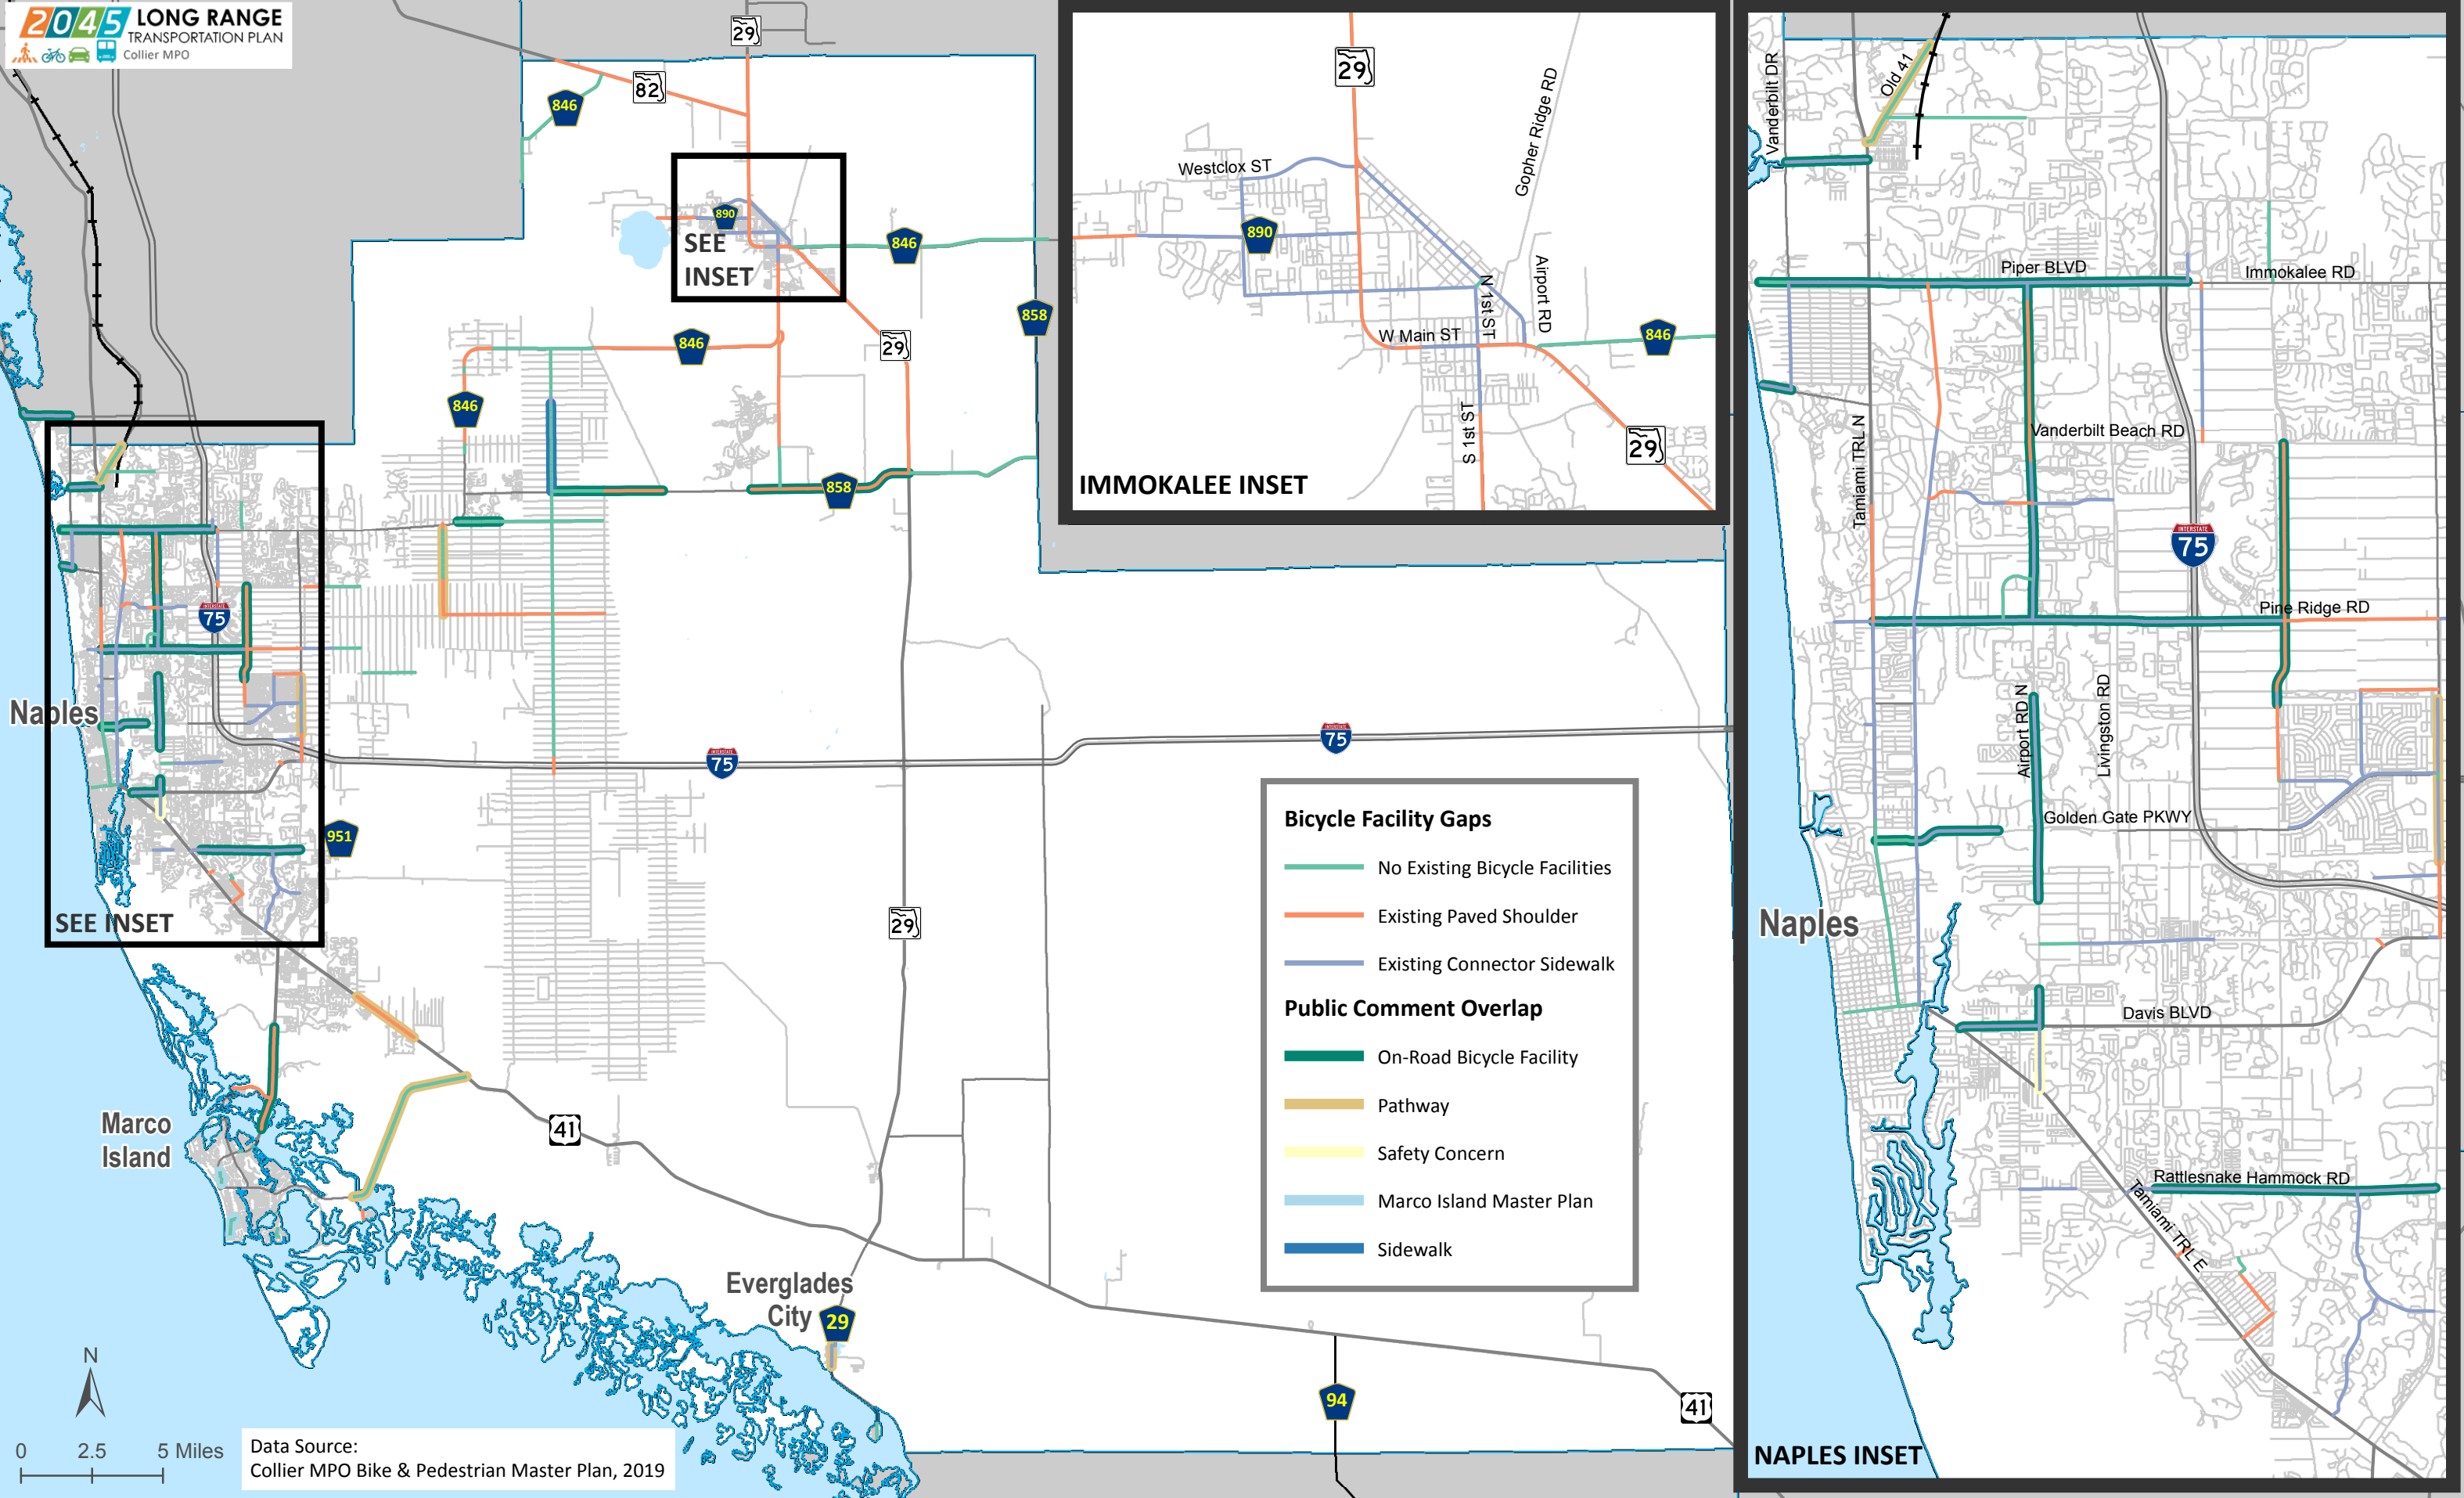 2045 LONG RANGE
TRANSPORTATION PLAN
Collier MPO
29
82
846
890
SEE
INSET
846
858
846
29
846
858
75
Naples
75
75
951
SEE INSET
29
Marco
Island
41
Everglades
City
29
94
41
N
0 2.5 5 Miles
Data Source:
Collier MPO Bike & Pedestrian Master Plan, 2019
Bicycle Facility Gaps
No Existing Bicycle Facilities
Existing Paved Shoulder
Existing Connector Sidewalk
Public Comment Overlap
On-Road Bicycle Facility
Pathway
Safety Concern
Marco Island Master Plan
Sidewalk
29
Gopher Ridge RD
Westclox ST
890
N 1st ST
Airport RD
W Main ST
846
S 1st ST
29
IMMOKALEE INSET
Vanderbilt DR
Old 41
Piper BLVD
Immokalee RD
Tamiami TRL N
Vanderbilt Beach RD
INTERSTATE
75
Pine Ridge RD
Airport RD N
Livingston RD
Golden Gate PKWY
Naples
Davis BLVD
Rattlesnake Hammock RD
Tamiami TRL E
NAPLES INSET